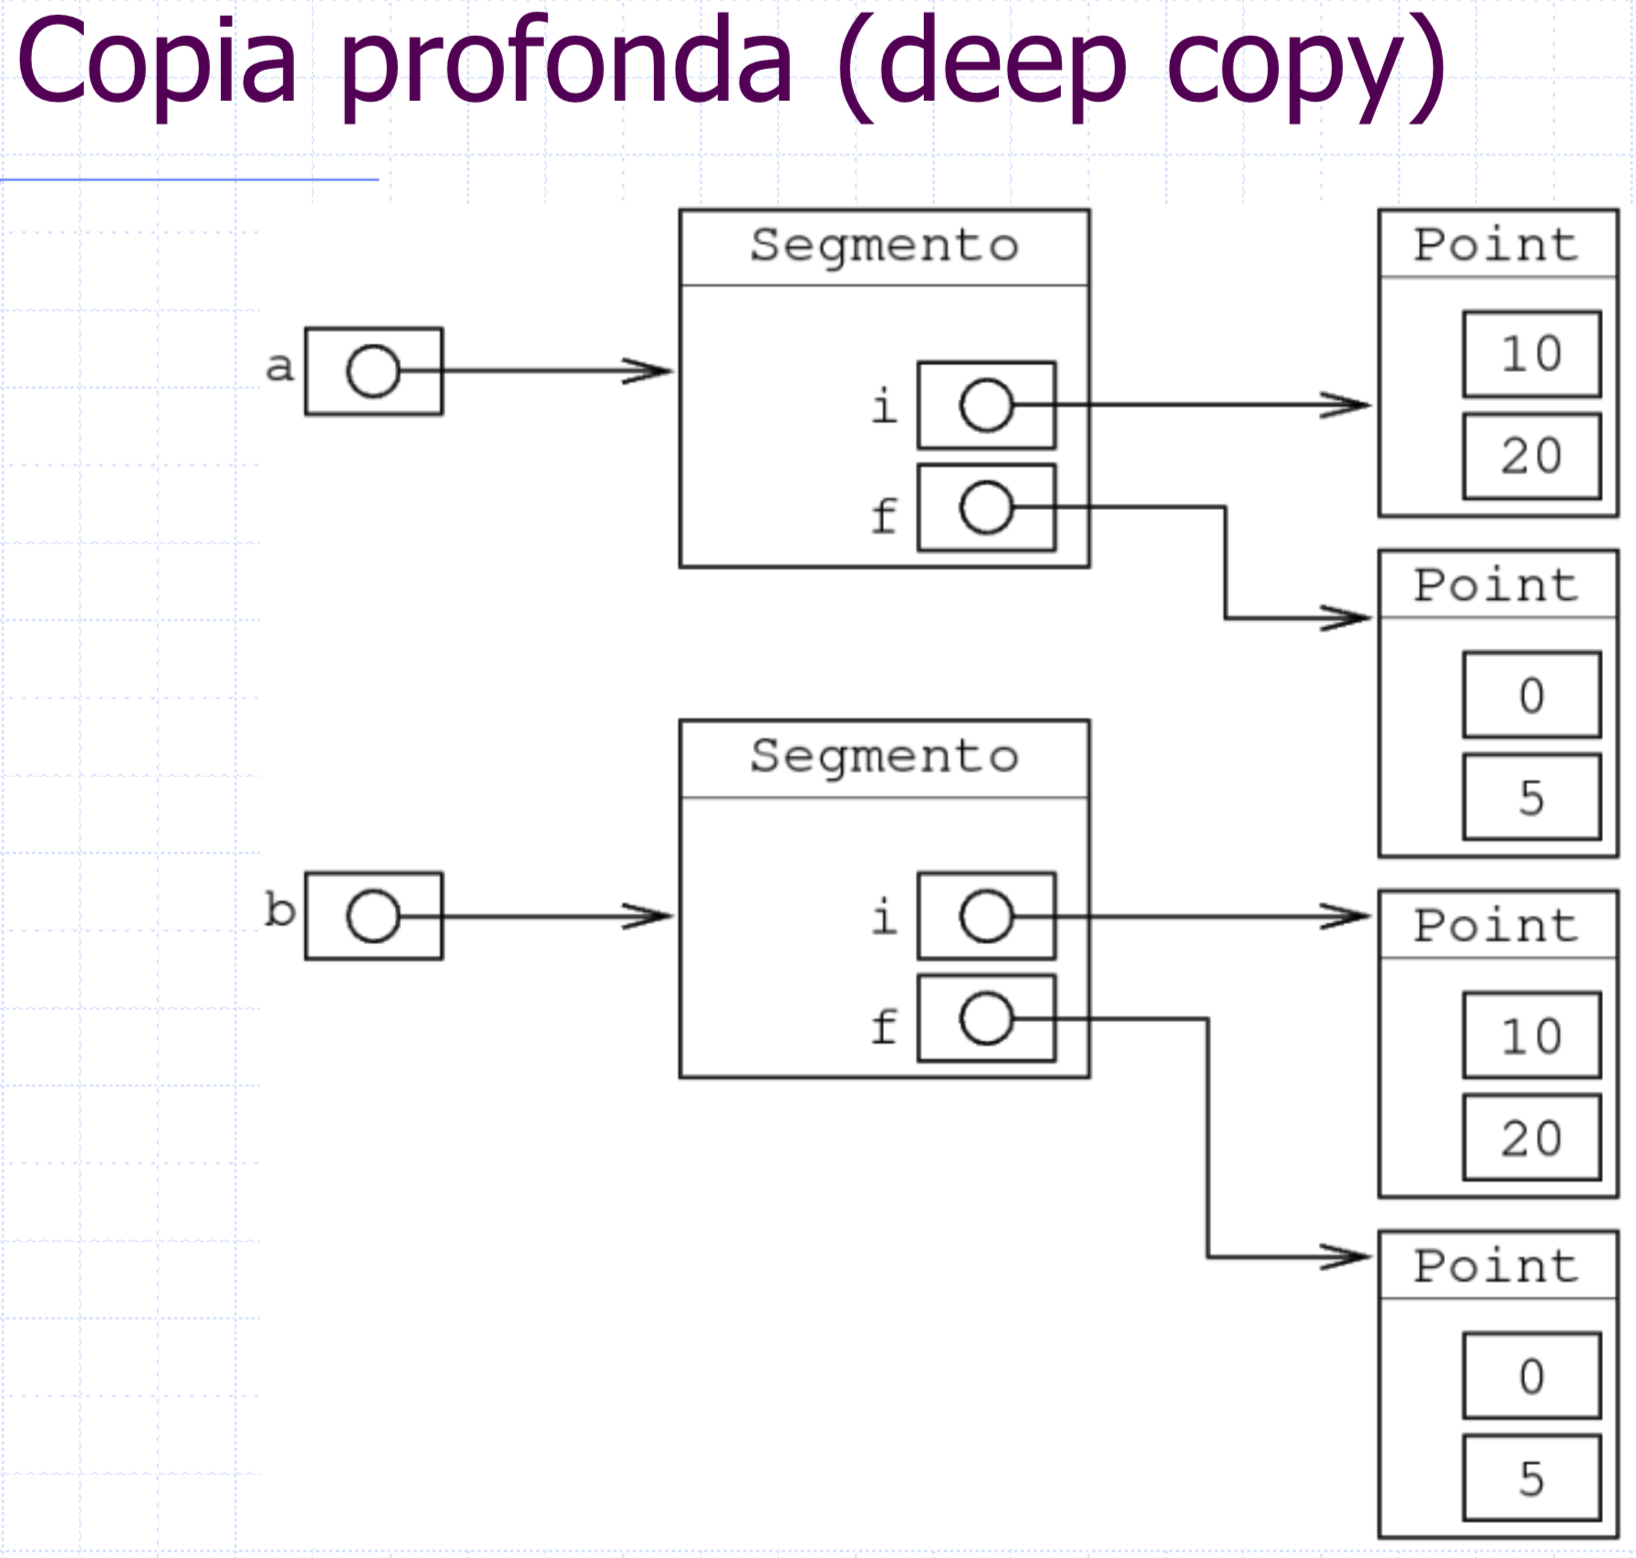 Copia profonda (deep copy)
Segmento
Point
10
20
a
i
f
Point
0
5
Segmento
b
i
f
Point
10
20
Point
0
5